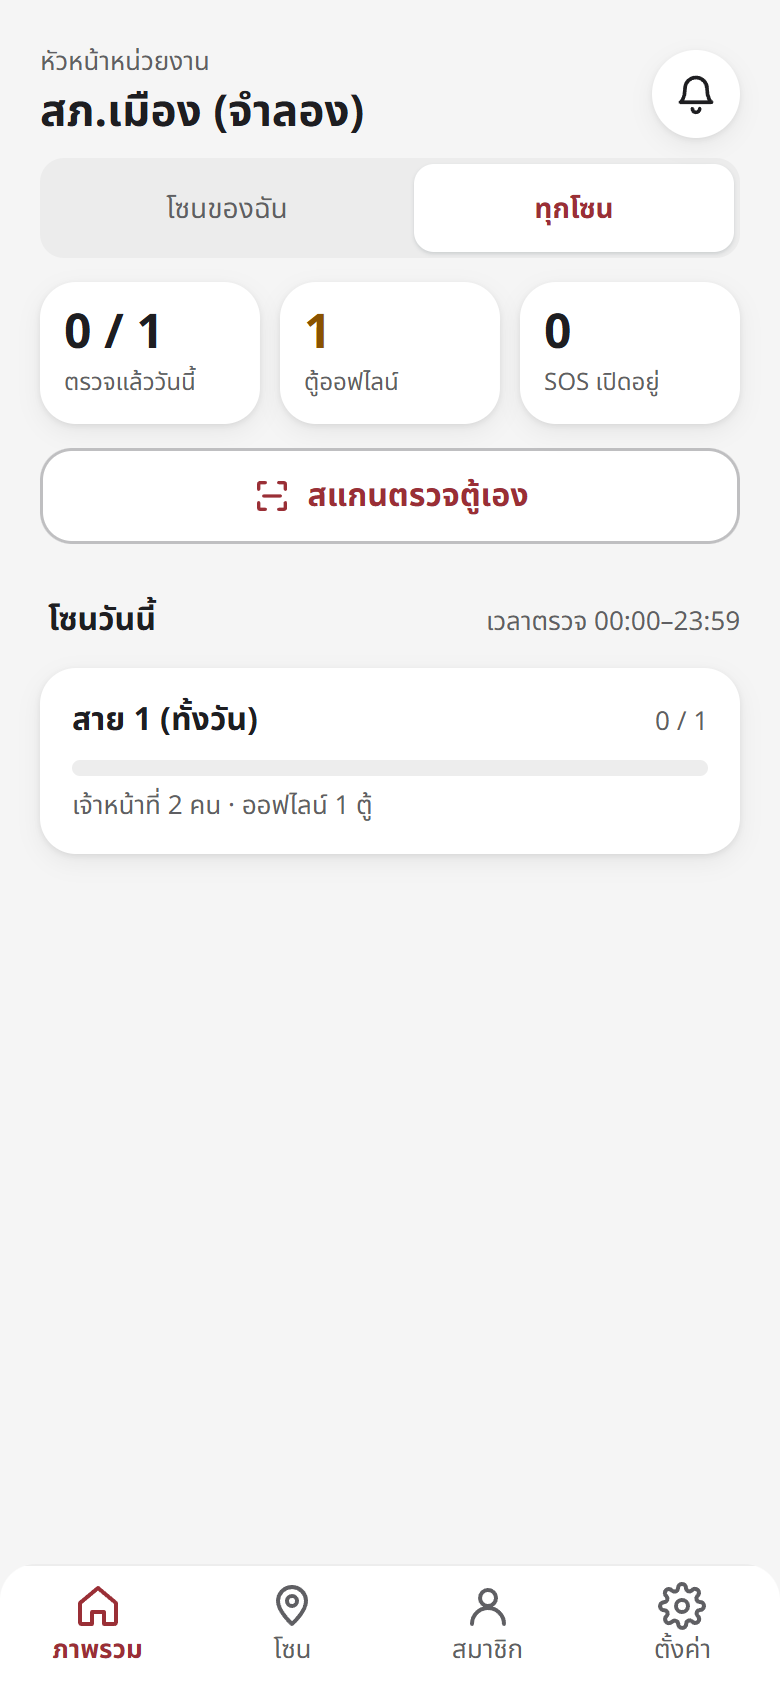 หัวหน้าหน่วยงาน
สภ.เมือง (จำลอง)
โซนของฉัน
ทุกโซน
0 / 1
ตรวจแล้ววันนี้
1
ตู้ออฟไลน์
0
SOS เปิดอยู่
สแกนตรวจตู้เอง
โซนวันนี้
เวลาตรวจ 00:00–23:59
สาย 1 (ทั้งวัน)
0 / 1
เจ้าหน้าที่ 2 คน · ออฟไลน์ 1 ตู้
ภาพรวม
โซน
สมาชิก
ตั้งค่า